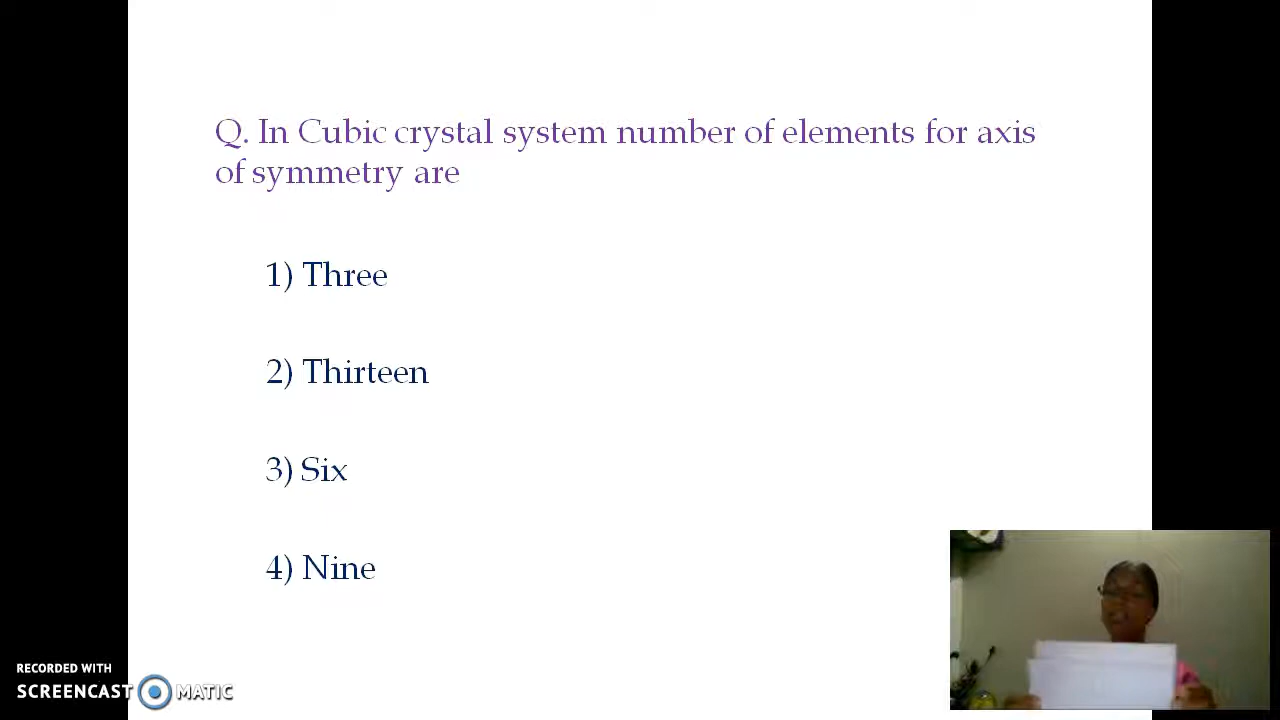 Q. In Cubic crystal system number of elements for axis
of symmetry are
1) Three
2) Thirteen
3) Six
4) Nine
RECORDED WITH
SCREENCAST MATIC